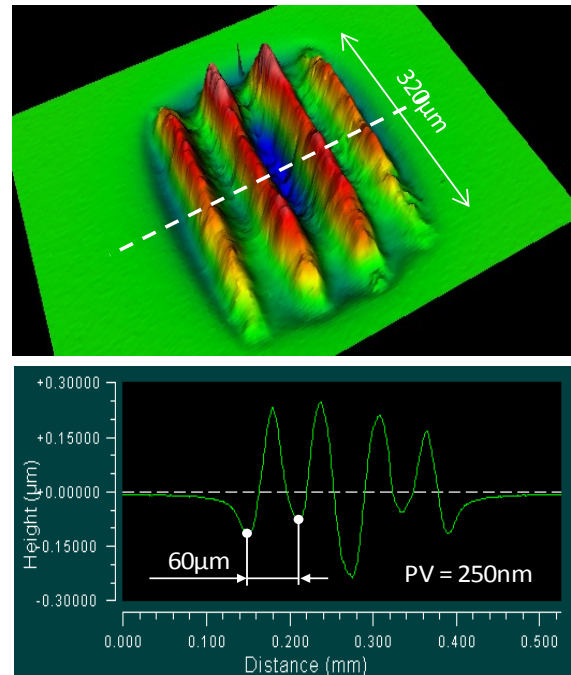 320µm
+0.30000
+0.15000
+0.00000
-0.15000
-0.30000
Height (µm)
60µm
PV = 250nm
0.000
0.100
0.200
0.300
0.400
0.500
Distance (mm)